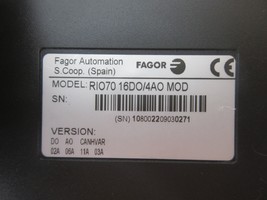 Fagor Automation
S.Coop. (Spain)
FAGOR
CE
MODEL: RIO70 16DO/4AO MOD
SN:
(SN) 106002209030271
VERSION:
DO AO CANHVAR
02A 06A 11A 03A